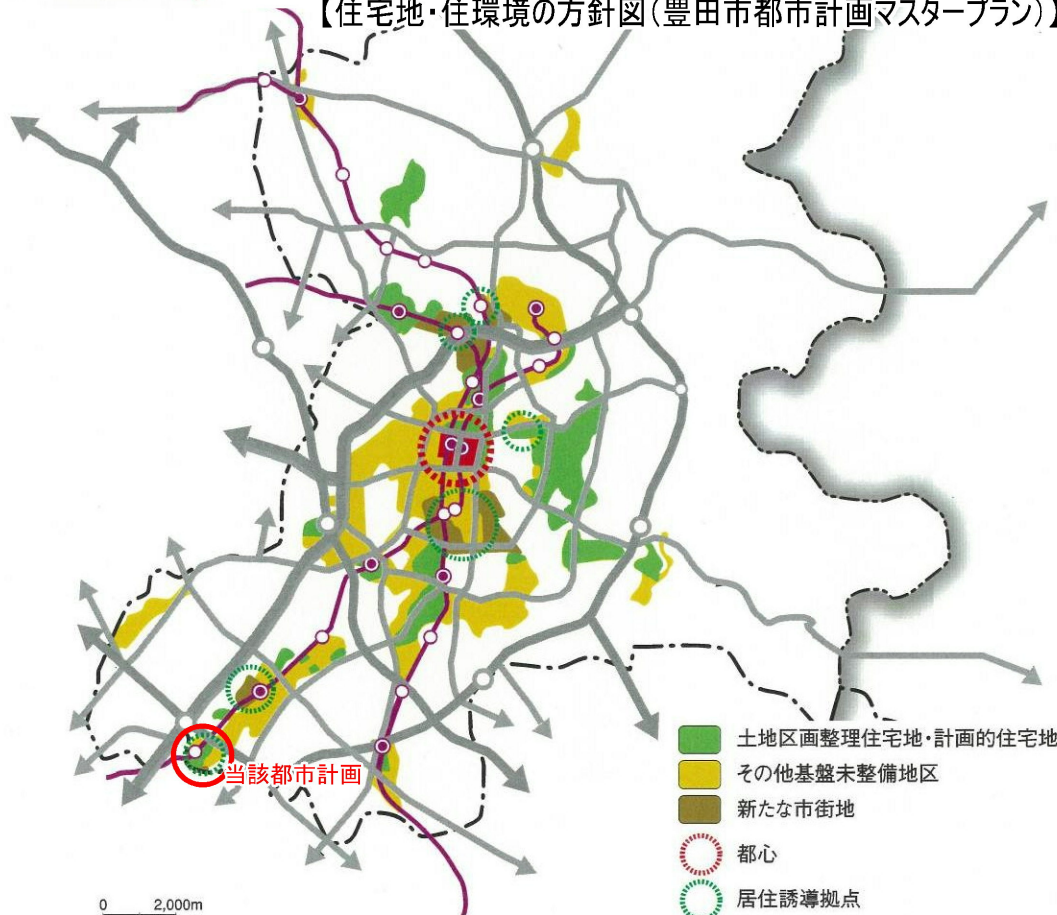 【住宅地・住環境の方針図(豊田市都市計画マスタープラン)】
当該都市計画
土地区画整理住宅地・計画的住宅地
その他基盤未整備地区
新たな市街地
都心
居住誘導拠点
0 2,000m